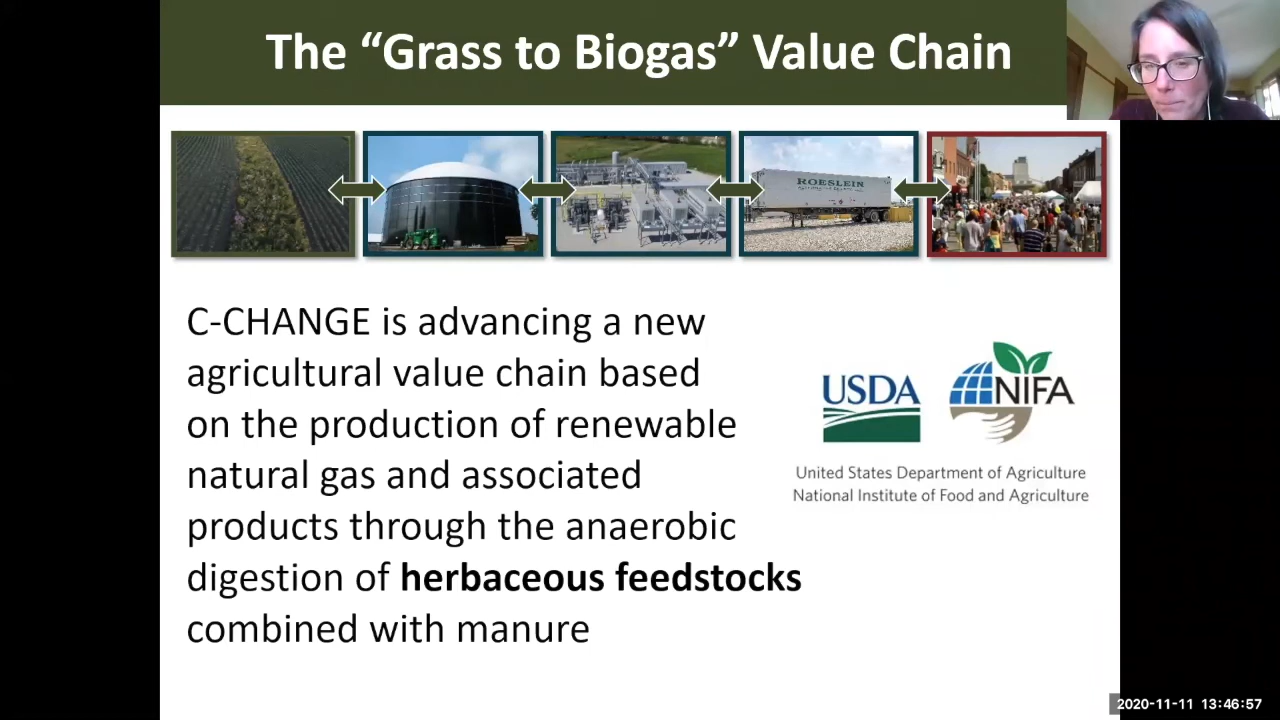 The “Grass to Biogas” Value Chain
ROESLEIN
C-CHANGE is advancing a new
agricultural value chain based
on the production of renewable
natural gas and associated
products through the anaerobic
digestion of herbaceous feedstocks
combined with manure
USDA
NIFA
United States Department of Agriculture
National Institute of Food and Agriculture
2020-11-11 13:46:57